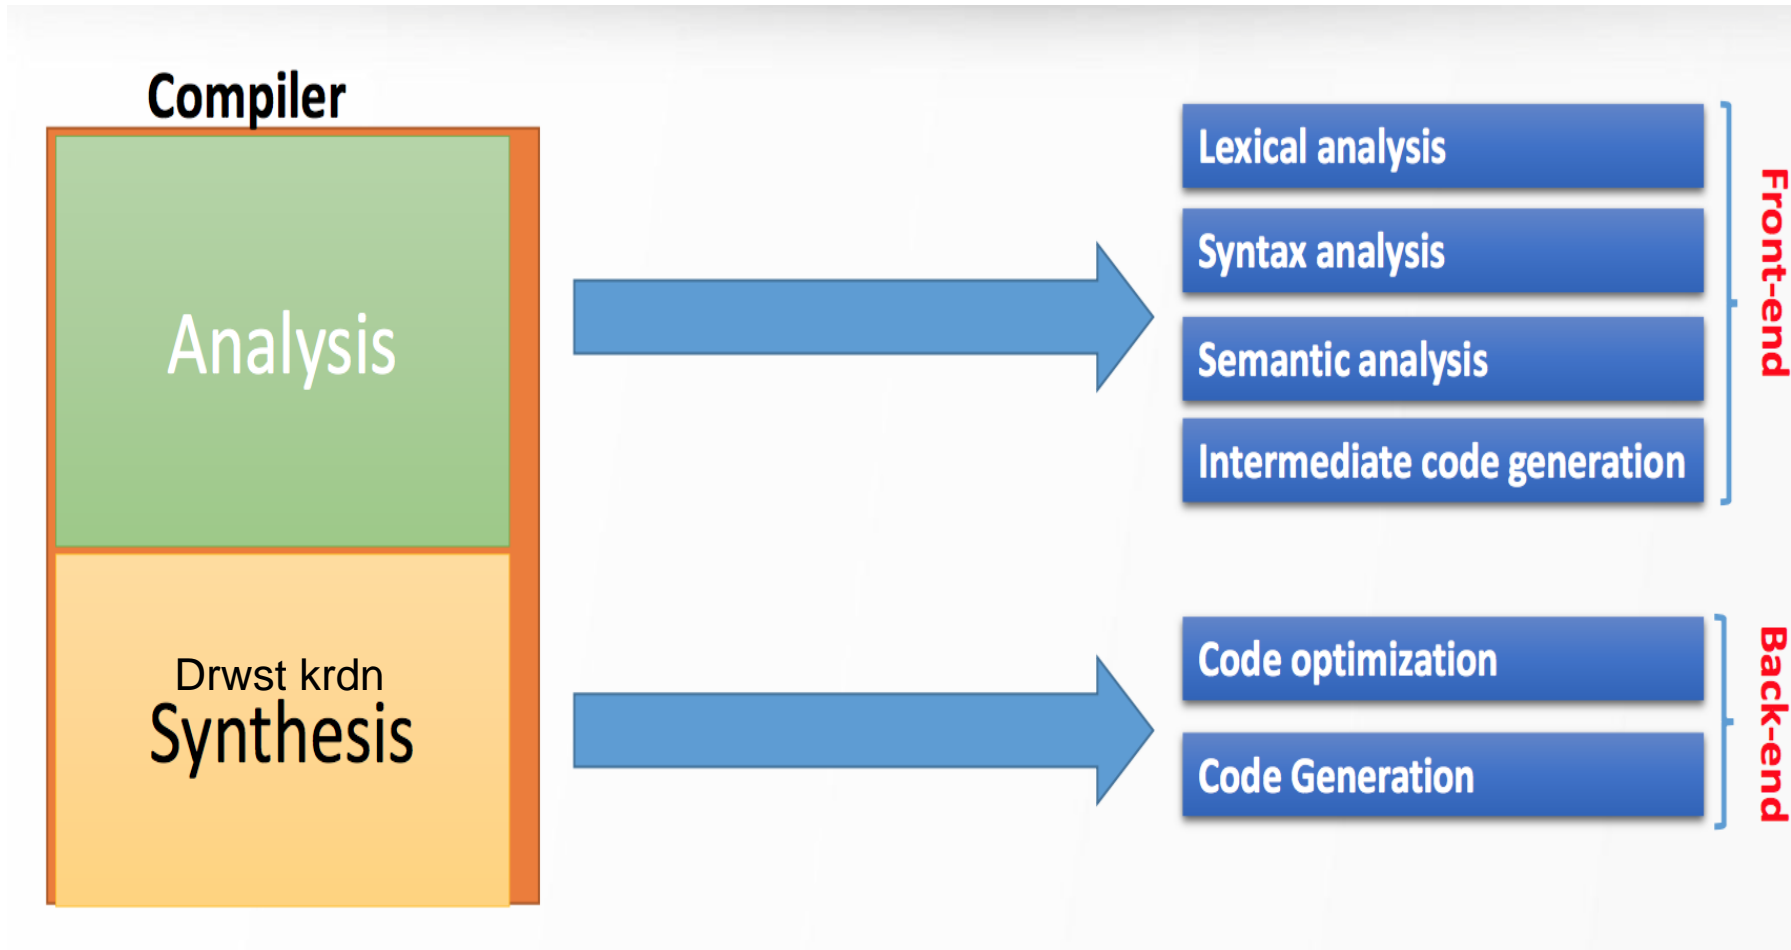 Compiler
Analysis
Drwst krdn
Synthesis
Lexical analysis
Syntax analysis
Semantic analysis
Intermediate code generation
Front-end
Code optimization
Code Generation
Back-end